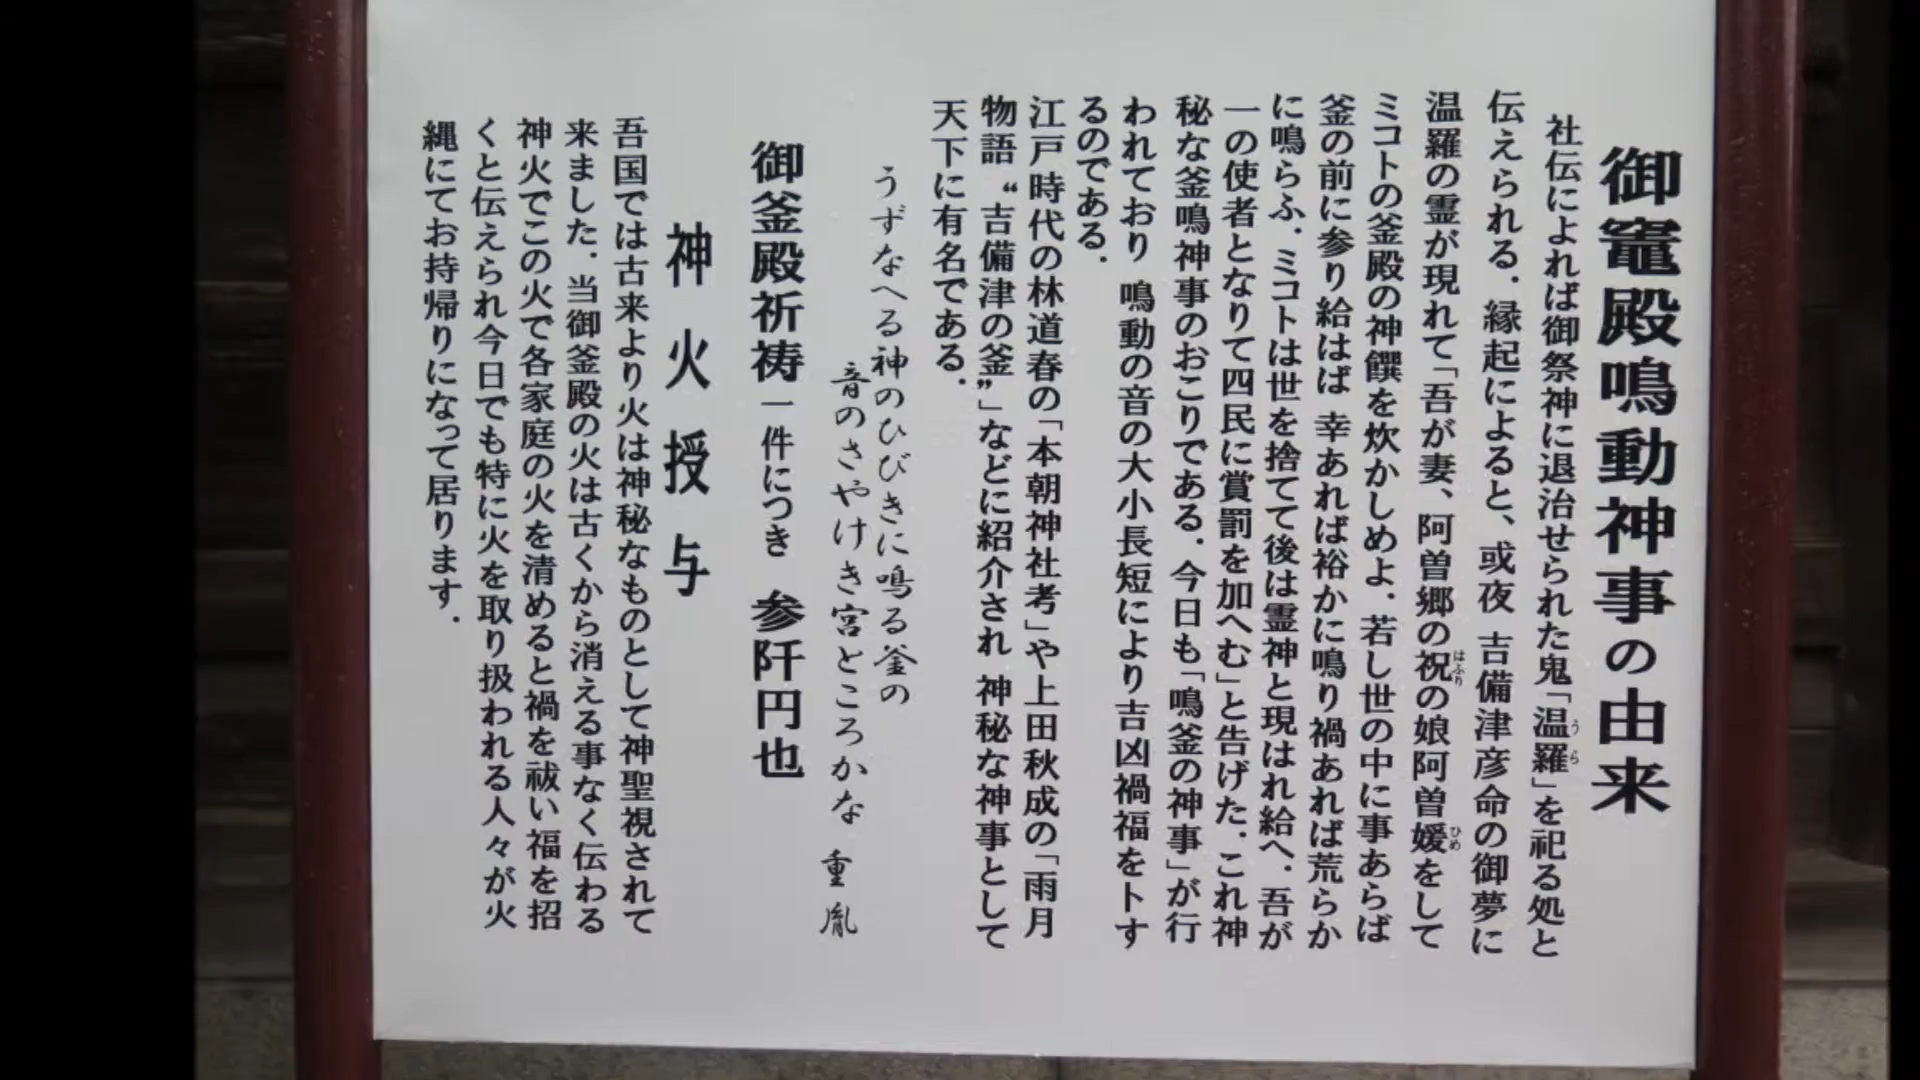 御竈殿鳴動神事の由来
社伝によれば御祭神に退治せられた鬼「温羅」を祀る処と
うら
伝えられる．縁起によると、或夜 吉備津彦命の御夢に
温羅の霊が現れて「吾が妻、阿曽郷の祝の娘阿曽媛をして
はふり
ひめ
ミコトの釜殿の神饌を炊かしめよ．若し世の中に事あらば
釜の前に参り給はば 幸あれば裕かに鳴り禍あれば荒らか
に鳴らふ．ミコトは世を捨てて後は霊神と現はれ給へ．吾が
一の使者となりて四民に賞罰を加へむ」と告げた．これ神
秘な釜鳴神事のおこりである．今日も「鳴釜の神事」が行
われており 鳴動の音の大小長短により吉凶禍福を卜す
るのである．
江戸時代の林道春の「本朝神社考」や上田秋成の「雨月
物語“吉備津の釜”」などに紹介され 神秘な神事として
天下に有名である．
うずなへる神のひびきに鳴る釜の
音のさやけき宮どころかな 重胤
御釜殿祈祷一件につき 参阡円也
神火授与
吾国では古来より火は神秘なものとして神聖視されて
来ました．当御釜殿の火は古くから消える事なく伝わる
神火でこの火で各家庭の火を清めると禍を祓い福を招
くと伝えられ今日でも特に火を取り扱われる人々が火
縄にてお持帰りになって居ります．